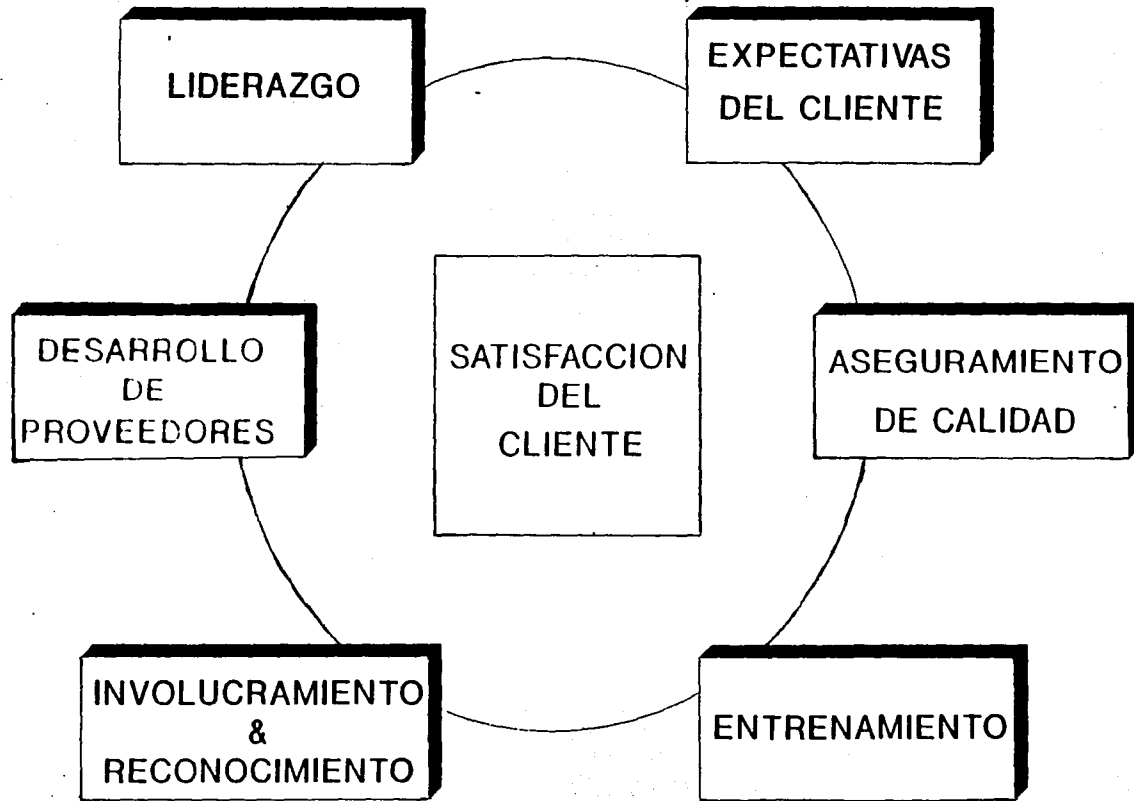 LIDERAZGO
EXPECTATIVAS
DEL CLIENTE
DESARROLLO
DE
PROVEEDORES
SATISFACCION
DEL
CLIENTE
ASEGURAMIENTO
DE CALIDAD
INVOLUCRAMIENTO
&
RECONOCIMIENTO
ENTRENAMIENTO